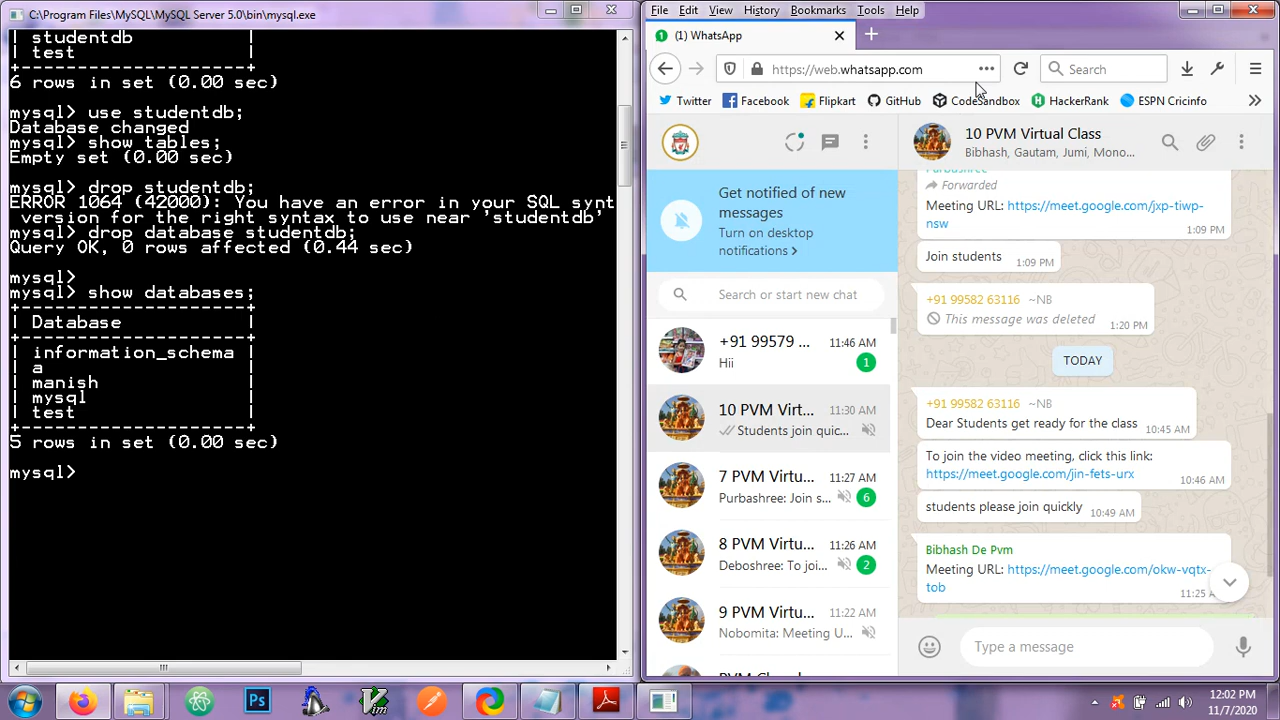 C:\Program Files\MySQL\MySQL Server 5.0\bin\mysql.exe
| studentdb |
| test |
+--------------------+
6 rows in set (0.00 sec)
mysql> use studentdb;
Database changed
mysql> show tables;
Empty set (0.00 sec)
mysql> drop studentdb;
ERROR 1064 (42000): You have an error in your SQL synt
version for the right syntax to use near 'studentdb'
mysql> drop database studentdb;
Query OK, 0 rows affected (0.44 sec)
mysql>
mysql> show databases;
+--------------------+
| Database |
+--------------------+
| information_schema |
| a |
| manish |
| mysql |
| test |
+--------------------+
5 rows in set (0.00 sec)
mysql>
File Edit View History Bookmarks Tools Help
(1) WhatsApp
https://web.whatsapp.com
Search
Twitter Facebook Flipkart GitHub CodeSandbox HackerRank ESPN Cricinfo
Get notified of new
messages
Turn on desktop
notifications >
Search or start new chat
+91 99579 ... 11:46 AM
Hii 1
10 PVM Virt... 11:30 AM
Students join quic...
7 PVM Virtu... 11:27 AM
Purbashree: Join s... 6
8 PVM Virtu... 11:26 AM
Deboshree: To joi... 2
9 PVM Virtu... 11:22 AM
Nobomita: Meeting U...
10 PVM Virtual Class
Bibhash, Gautam, Jumi, Mono...
Purbashree
Forwarded
Meeting URL: https://meet.google.com/jxp-tiwp-
nsw 1:09 PM
Join students 1:09 PM
+91 99582 63116 ~NB
This message was deleted 1:20 PM
TODAY
+91 99582 63116 ~NB
Dear Students get ready for the class 10:45 AM
To join the video meeting, click this link:
https://meet.google.com/jin-fets-urx 10:46 AM
students please join quickly 10:49 AM
Bibhash De Pvm
Meeting URL: https://meet.google.com/okw-vqtx-
tob 11:25
Type a message
Ps
12:02 PM
11/7/2020